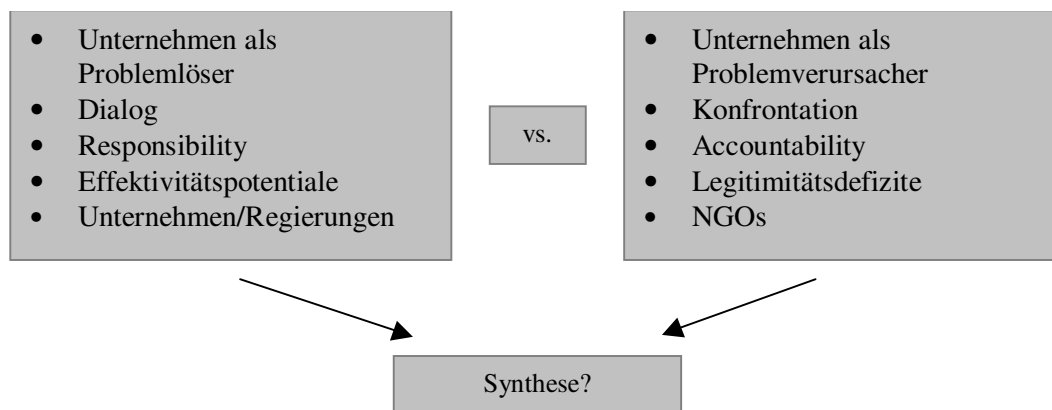 • Unternehmen als
Problemlöser
• Dialog
• Responsibility
• Effektivitätspotentiale
• Unternehmen/Regierungen
vs.
• Unternehmen als
Problemverursacher
• Konfrontation
• Accountability
• Legitimitätsdefizite
• NGOs
Synthese?